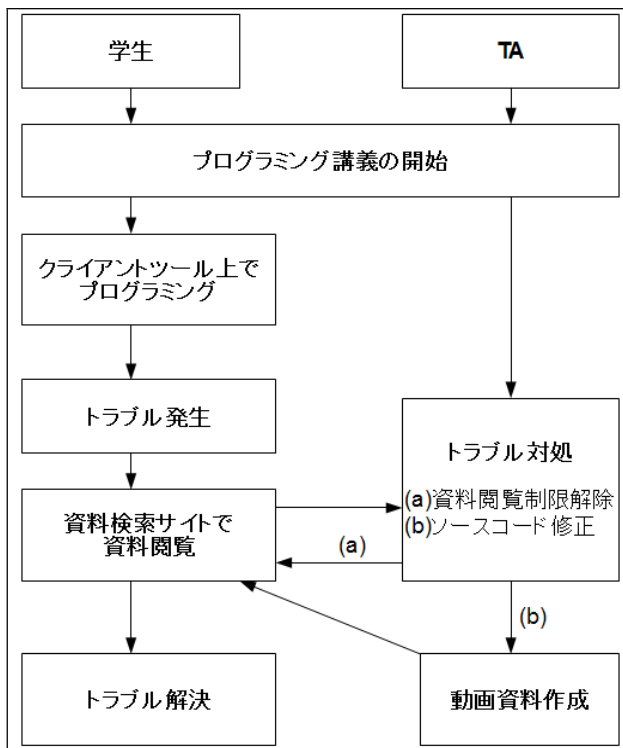 学生
TA
プログラミング講義の開始
クライアントツール上で
プログラミング
トラブル発生
トラブル対処
(a)資料閲覧制限解除
(b)ソースコード修正
資料検索サイトで
資料閲覧
(a)
(b)
トラブル解決
動画資料作成